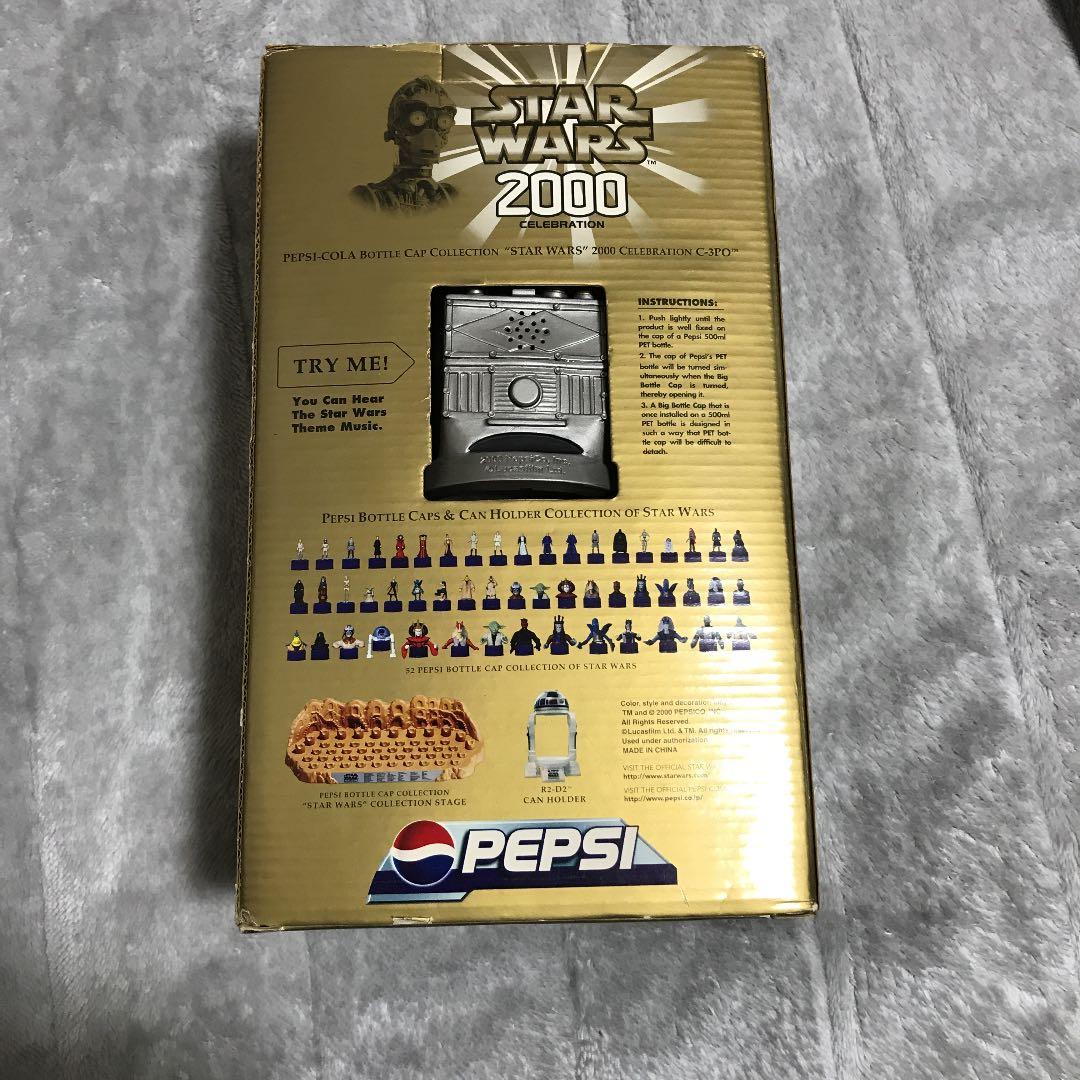 STAR
WARS™
2000
CELEBRATION
PEPSI-COLA BOTTLE CAP COLLECTION "STAR WARS" 2000 CELEBRATION C-3PO™
TRY ME!
You Can Hear
The Star Wars
Theme Music.
INSTRUCTIONS:
1. Push lightly until the
product is well fixed on
the cap of a Pepsi 500ml
PET bottle.
2. The cap of Pepsi's PET
bottle will be turned sim-
ultaneously when the Big
Bottle Cap is turned,
thereby opening it.
3. A Big Bottle Cap that is
once installed on a 500ml
PET bottle is designed in
such a way that PET bot-
tle cap will be difficult to
detach.
Lucasfilm Ltd.
PEPSI BOTTLE CAPS & CAN HOLDER COLLECTION OF STAR WARS
52 PEPSI BOTTLE CAP COLLECTION OF STAR WARS
PEPSI BOTTLE CAP COLLECTION
"STAR WARS" COLLECTION STAGE
R2-D2™
CAN HOLDER
Color, style and decoration
TM and © 2000 PEPSICO, INC.
All Rights Reserved.
©Lucasfilm Ltd. & TM. All rights
Used under authorization
MADE IN CHINA
VISIT THE OFFICIAL STAR
http://www.starwars.com/
VISIT THE OFFICIAL PEPSI
http://www.pepsi.co.jp/
PEPSI